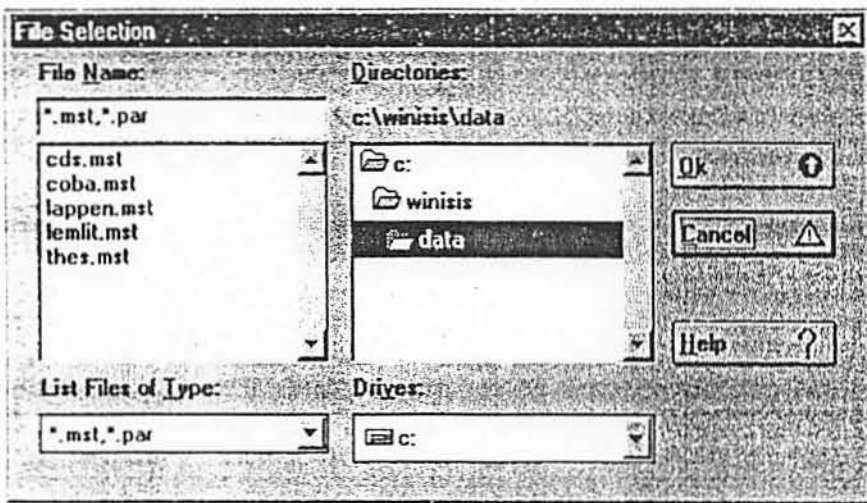 File Selection
File Name:
*.mst,*.par
cds.mst
coba.mst
lappen.mst
lemlit.mst
thes.mst
List Files of Type:
*.mst,*.par
Directories:
c:\winisis\data
c:
winisis
data
Drives:
c:
Ok
Cancel
Help